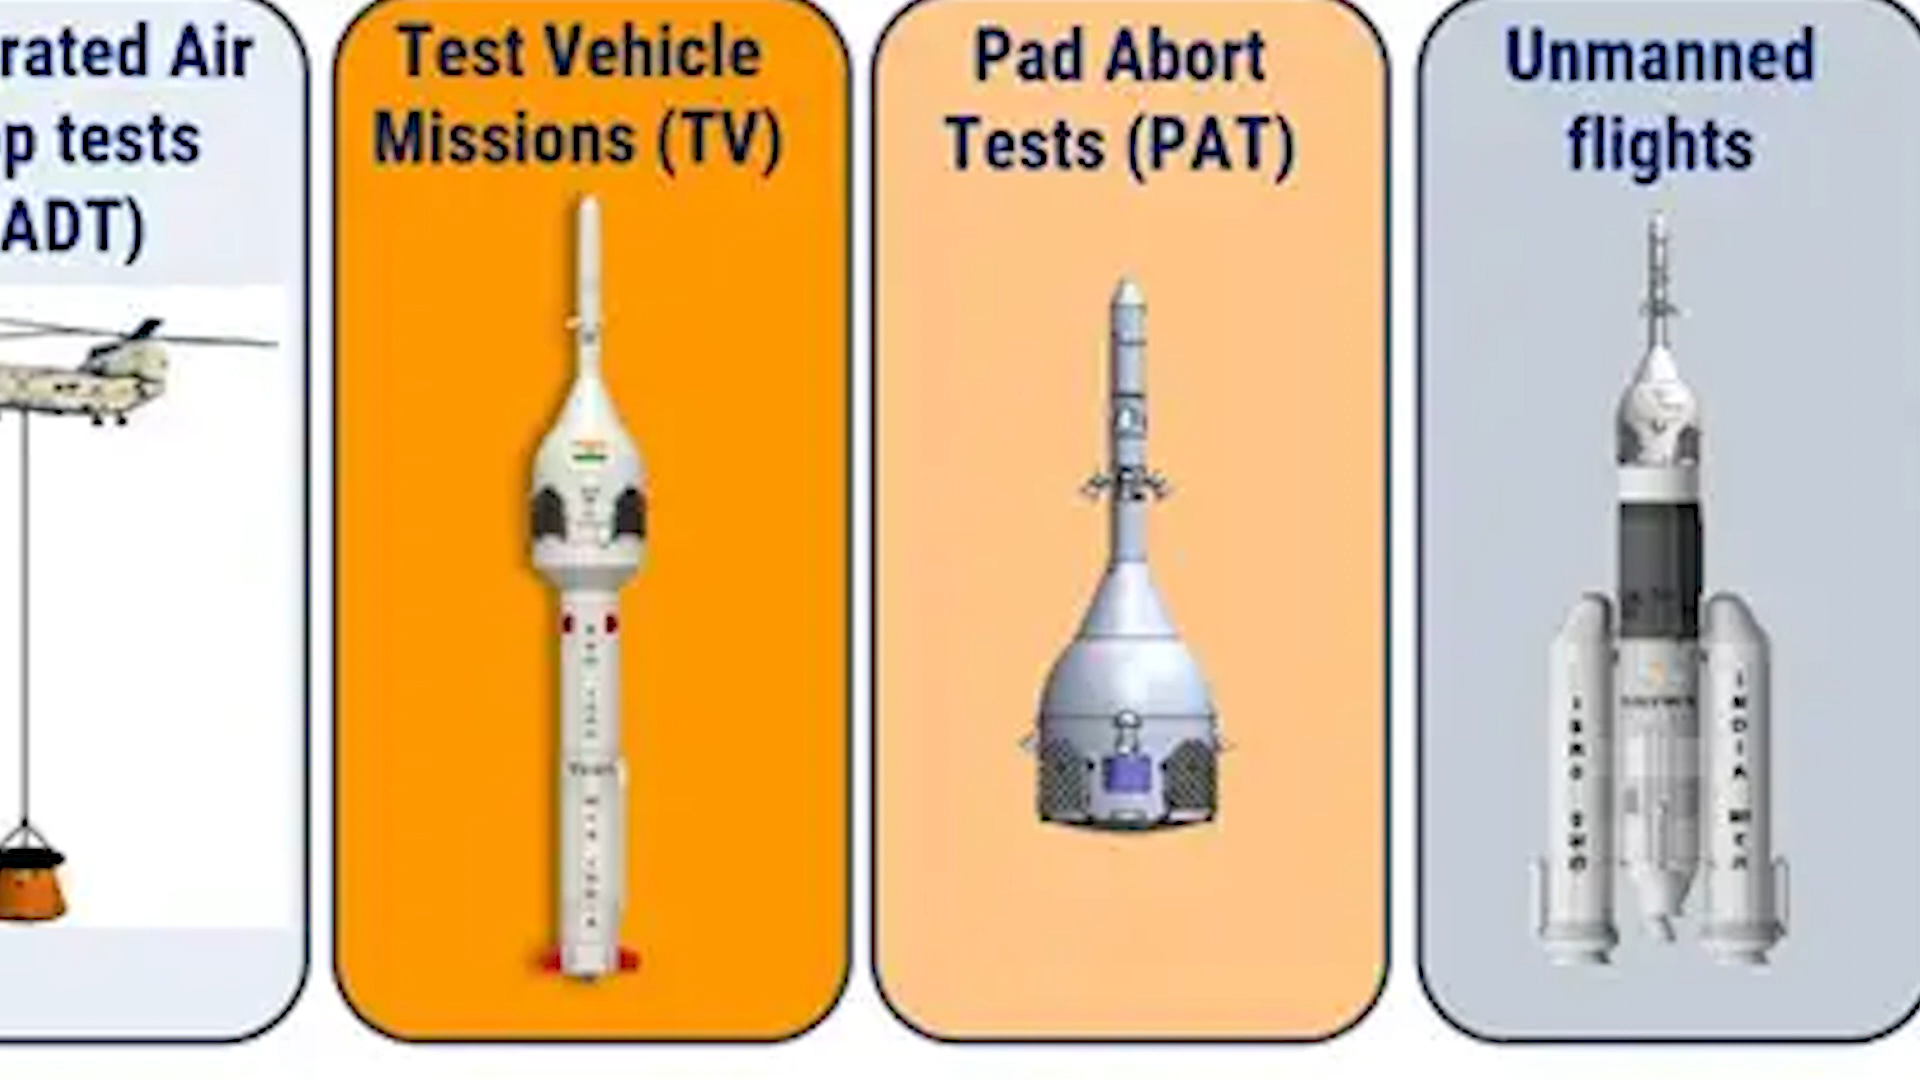 rated Air
p tests
ADT)
Test Vehicle
Missions (TV)
Pad Abort
Tests (PAT)
Unmanned
flights